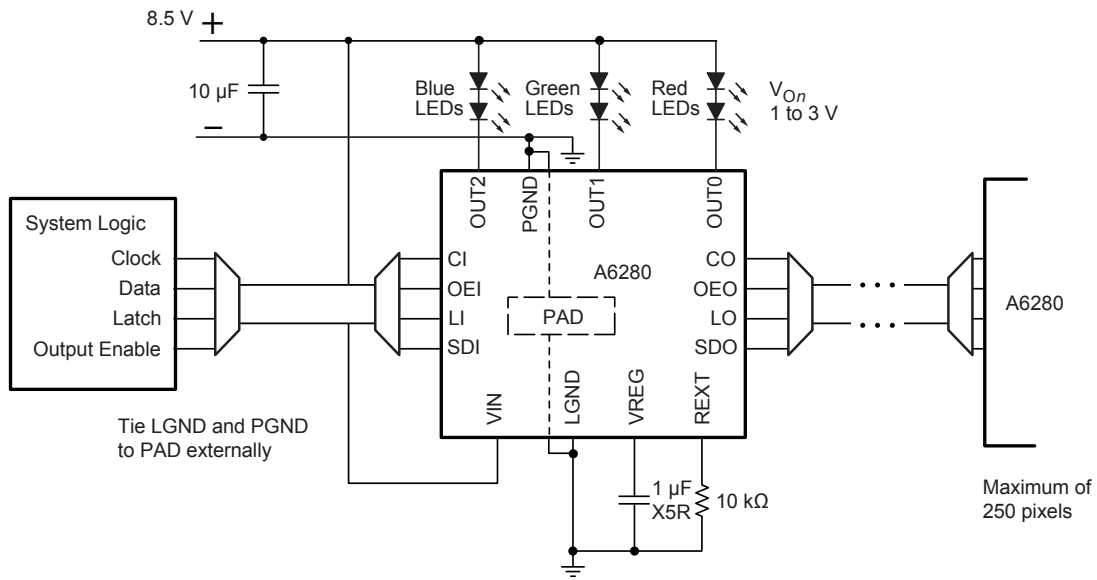 8.5 V +
10 µF
–
Blue
LEDs
Green
LEDs
Red
LEDs
VOn
1 to 3 V
System Logic
Clock
Data
Latch
Output Enable
OUT2
PGND
OUT1
OUT0
CI
OEI
LI
SDI
A6280
PAD
CO
OEO
LO
SDO
VIN
LGND
VREG
REXT
A6280
Tie LGND and PGND
to PAD externally
1 µF
X5R
10 kΩ
Maximum of
250 pixels